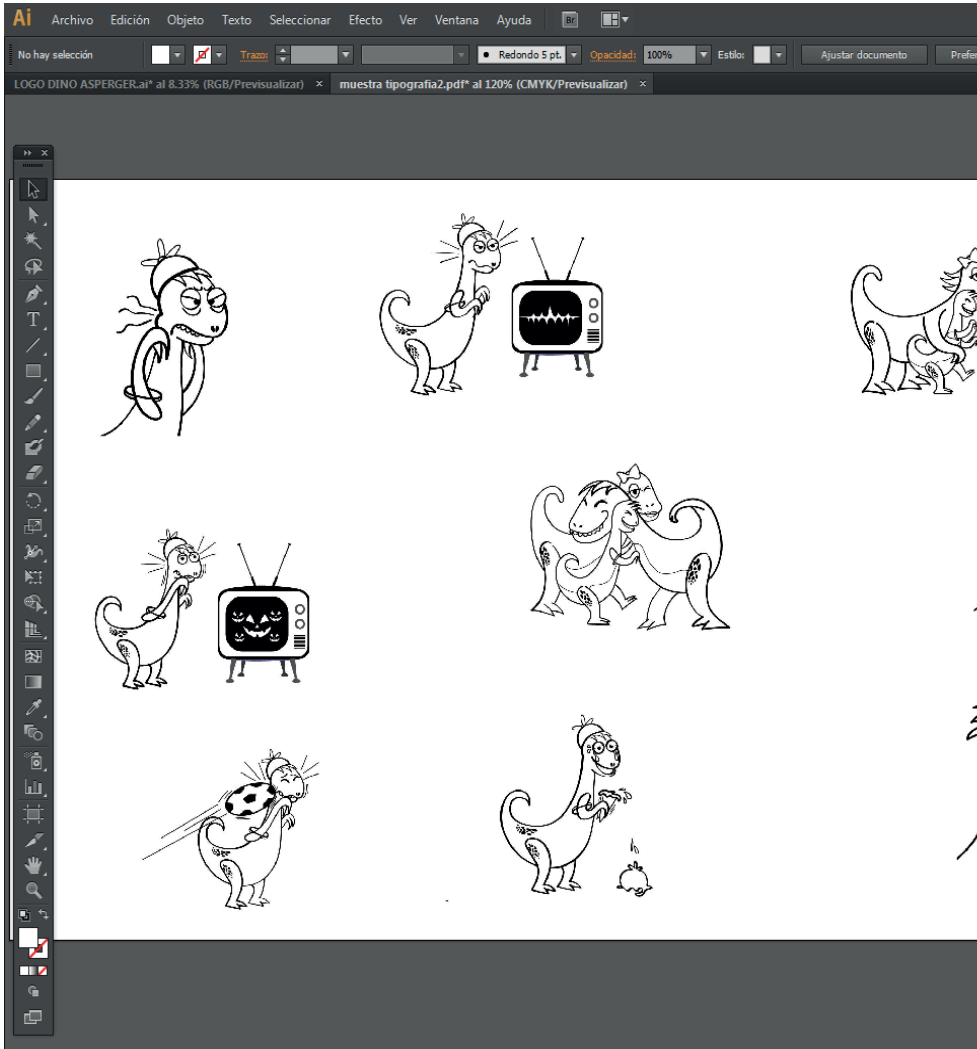 Ai Archivo Edición Objeto Texto Seleccionar Efecto Ver Ventana Ayuda Br
No hay selección Trazo: Redondo 5 pt. Opacidad: 100% Estilo: Ajustar documento Prefer
LOGO DINO ASPERGER.ai* al 8.33% (RGB/Previsualizar) × muestra tipografia2.pdf* al 120% (CMYK/Previsualizar) ×
T